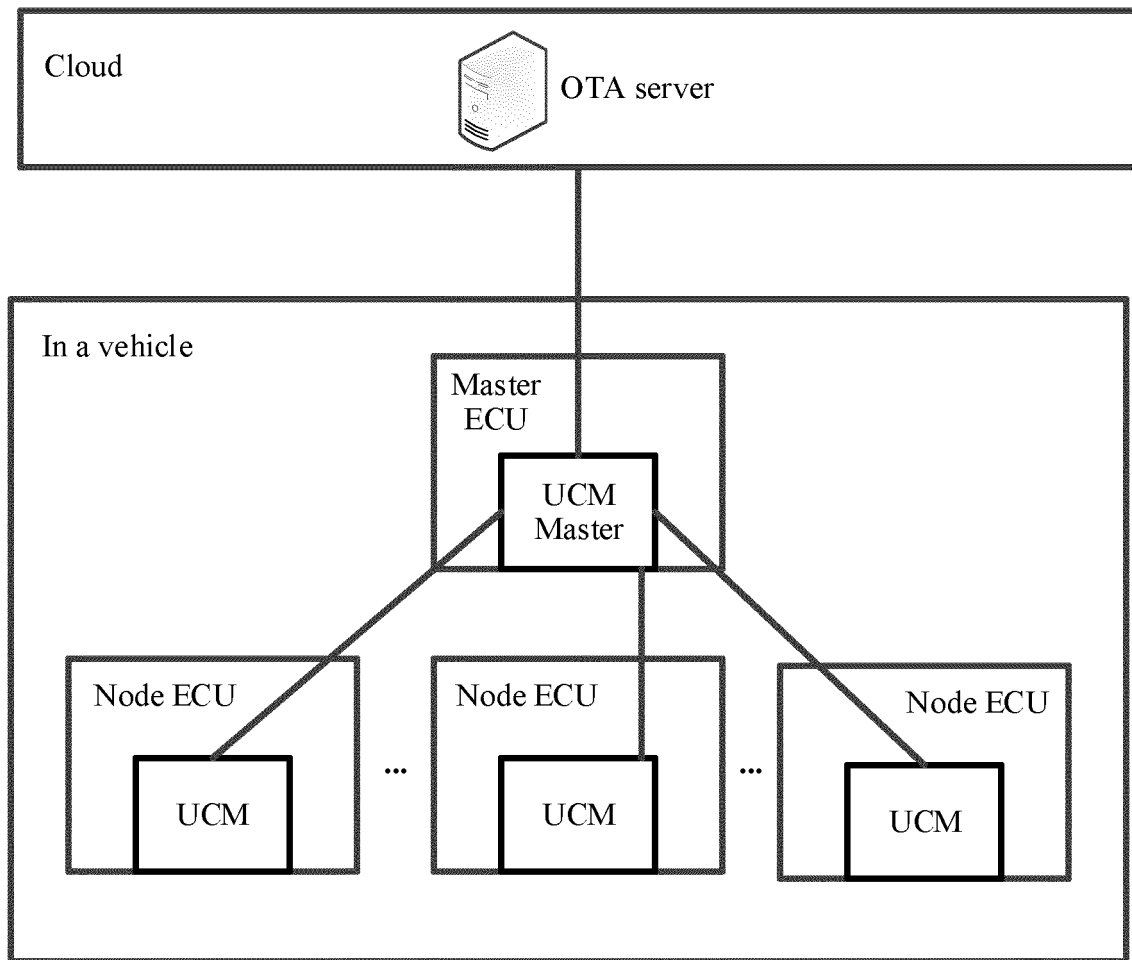 Cloud
OTA server
In a vehicle
Master
ECU
UCM
Master
Node ECU
Node ECU
Node ECU
...
...
UCM
UCM
UCM